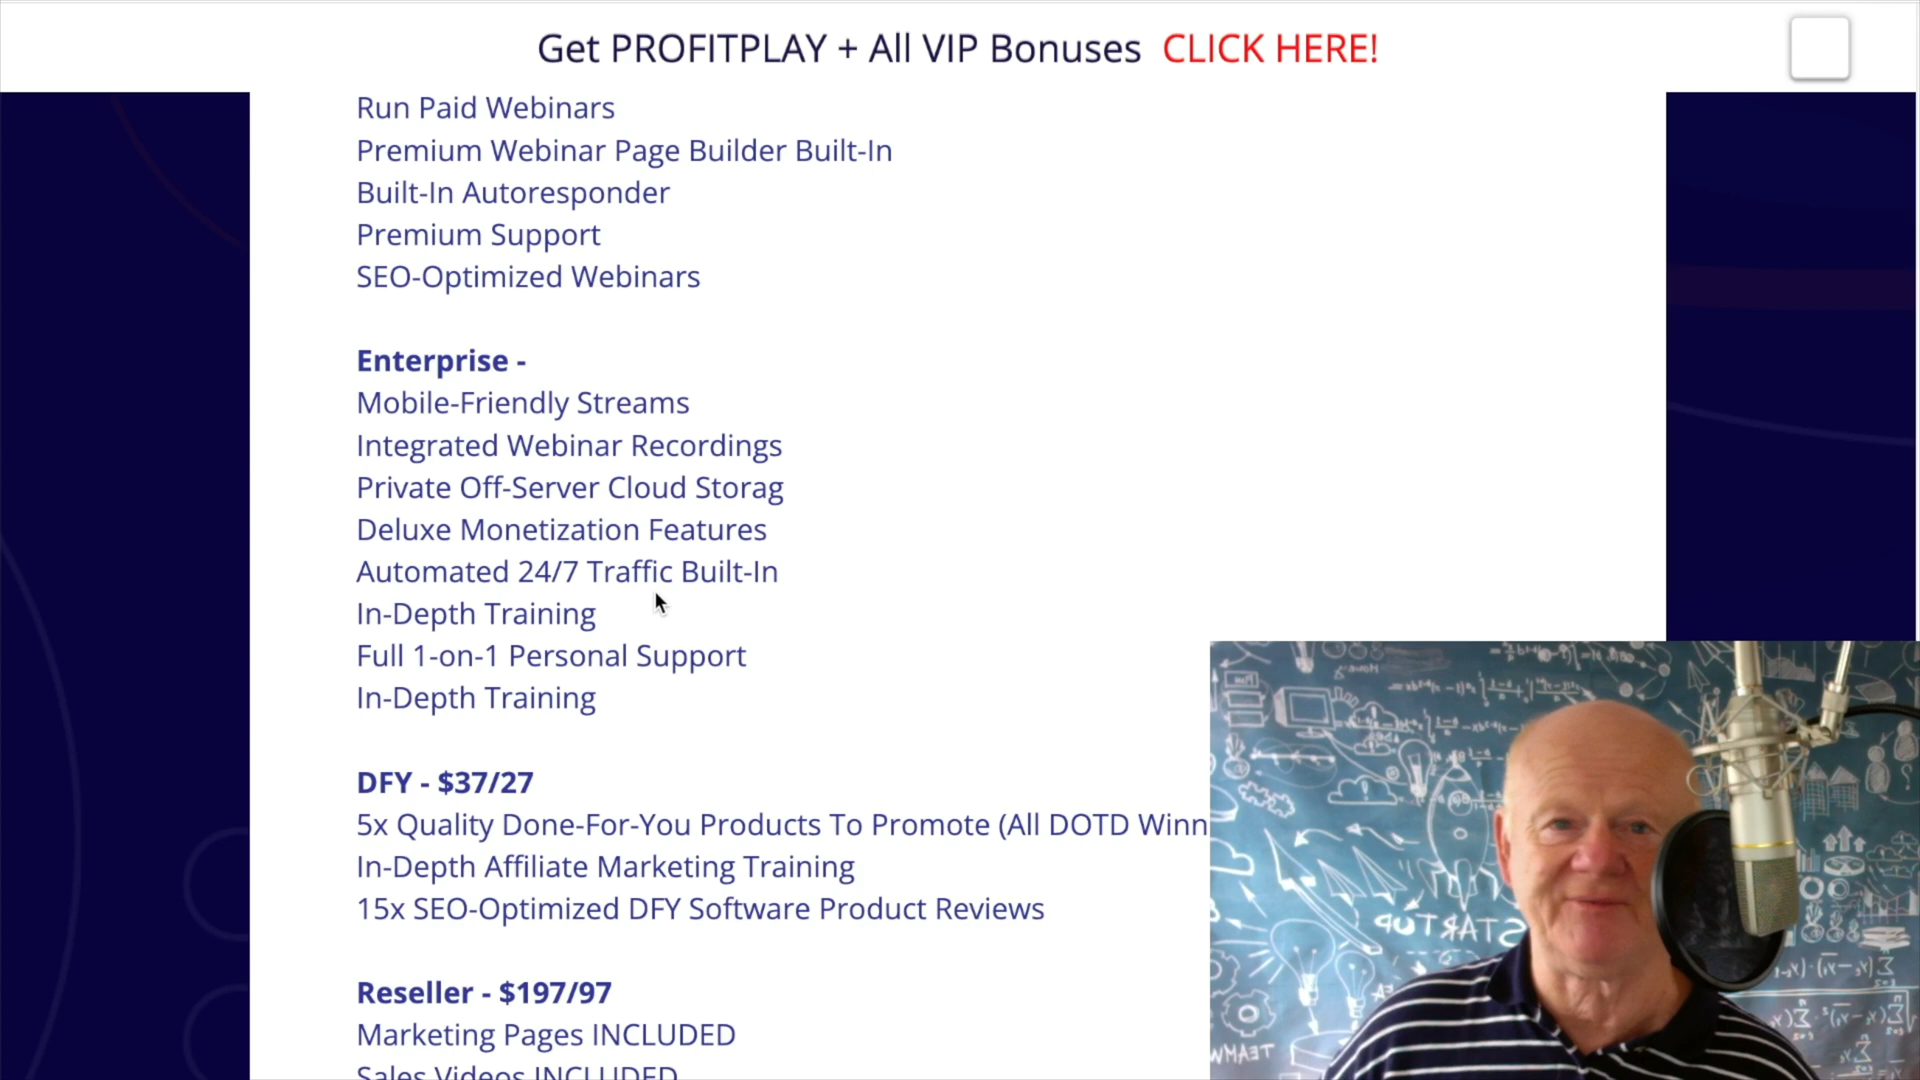 Get PROFITPLAY + All VIP Bonuses CLICK HERE!
Run Paid Webinars
Premium Webinar Page Builder Built-In
Built-In Autoresponder
Premium Support
SEO-Optimized Webinars
Enterprise -
Mobile-Friendly Streams
Integrated Webinar Recordings
Private Off-Server Cloud Storag
Deluxe Monetization Features
Automated 24/7 Traffic Built-In
In-Depth Training
Full 1-on-1 Personal Support
In-Depth Training
DFY - $37/27
5x Quality Done-For-You Products To Promote (All DOTD Winn
In-Depth Affiliate Marketing Training
15x SEO-Optimized DFY Software Product Reviews
Reseller - $197/97
Marketing Pages INCLUDED
Sales Videos INCLUDED
STARTUP